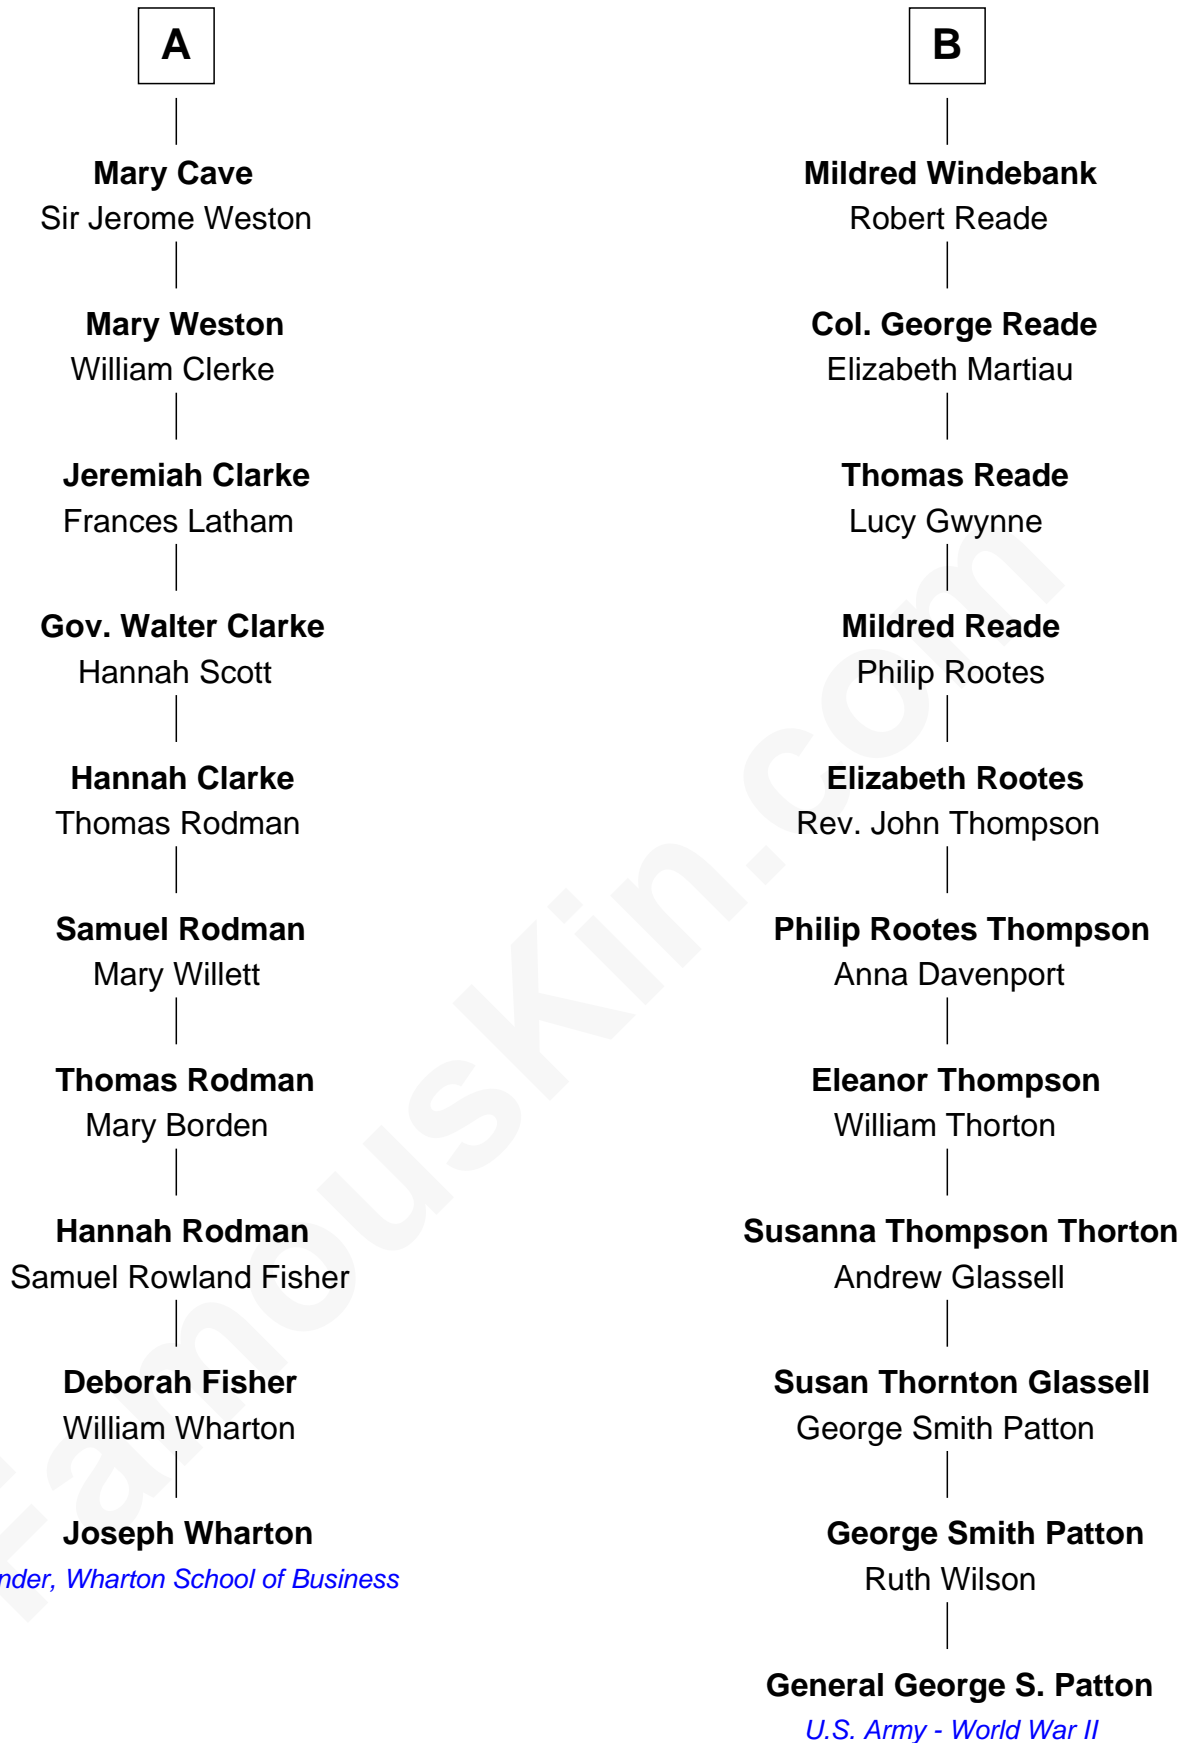 A
Mary Cave
Sir Jerome Weston
Mary Weston
William Clerke
Jeremiah Clarke
Frances Latham
Gov. Walter Clarke
Hannah Scott
Hannah Clarke
Thomas Rodman
Samuel Rodman
Mary Willett
Thomas Rodman
Mary Borden
Hannah Rodman
Samuel Rowland Fisher
Deborah Fisher
William Wharton
Joseph Wharton
nder, Wharton School of Business
B
Mildred Windebank
Robert Reade
Col. George Reade
Elizabeth Martiau
Thomas Reade
Lucy Gwynne
Mildred Reade
Philip Rootes
Elizabeth Rootes
Rev. John Thompson
Philip Rootes Thompson
Anna Davenport
Eleanor Thompson
William Thorton
Susanna Thompson Thorton
Andrew Glassell
Susan Thornton Glassell
George Smith Patton
George Smith Patton
Ruth Wilson
General George S. Patton
U.S. Army - World War II
FamousKin.com